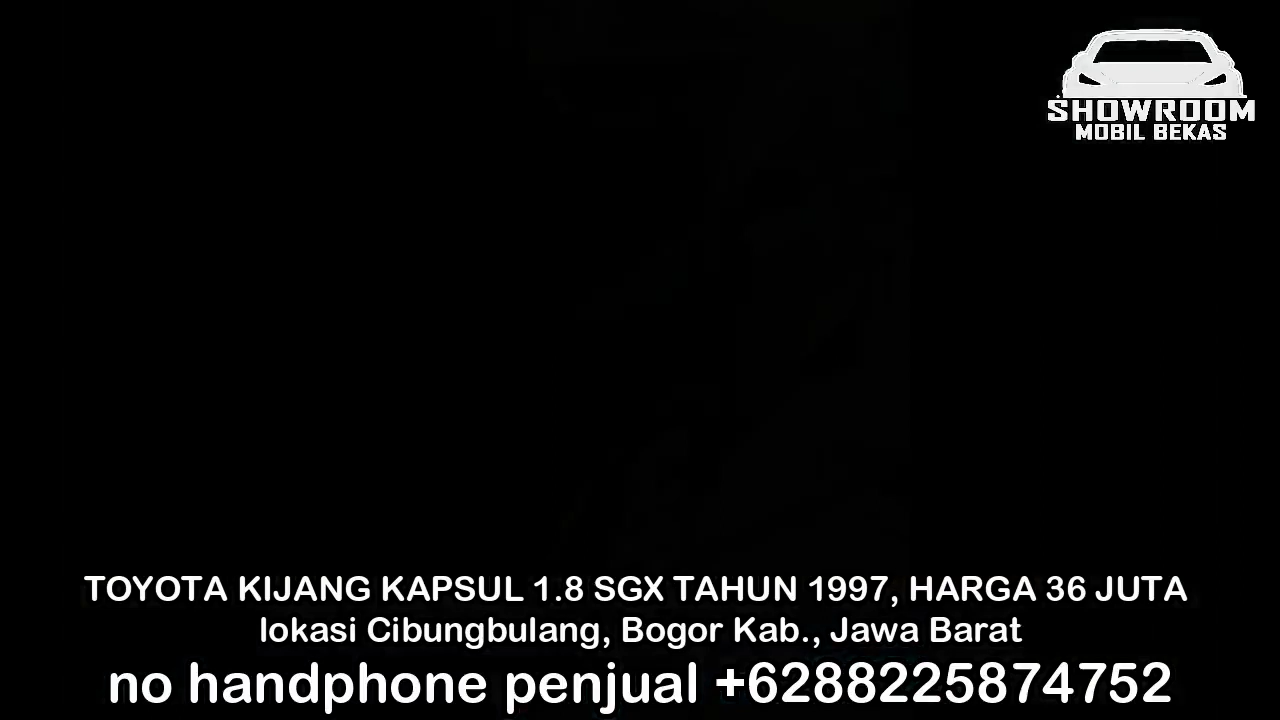 SHOWROOM
MOBIL BEKAS
TOYOTA KIJANG KAPSUL 1.8 SGX TAHUN 1997, HARGA 36 JUTA
lokasi Cibungbulang, Bogor Kab., Jawa Barat
no handphone penjual +6288225874752